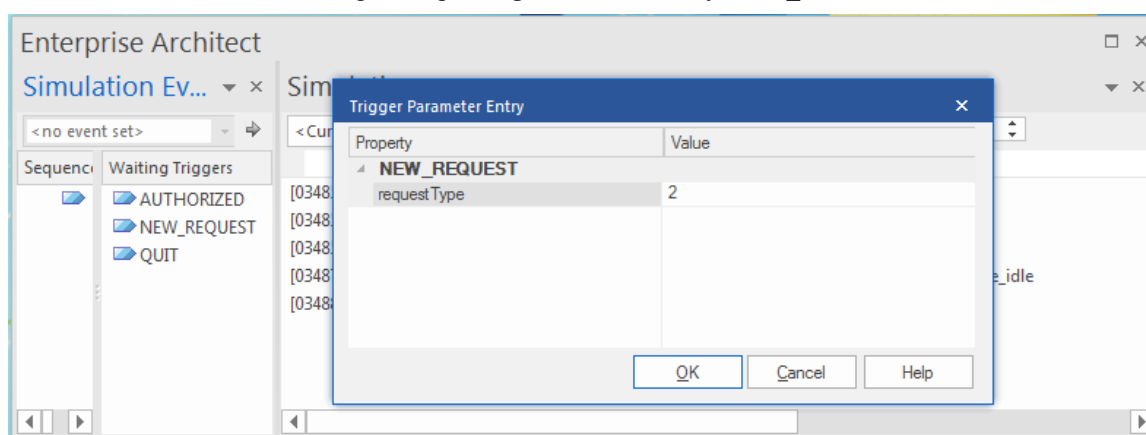 Enterprise Architect
Simulation Ev...
Sim
<no event set>
<Cur
Sequenc
Waiting Triggers
AUTHORIZED
NEW_REQUEST
QUIT
[0348
[0348
[0348
[0348
[0348
e_idle
Trigger Parameter Entry
Property Value
NEW_REQUEST
requestType 2
OK Cancel Help